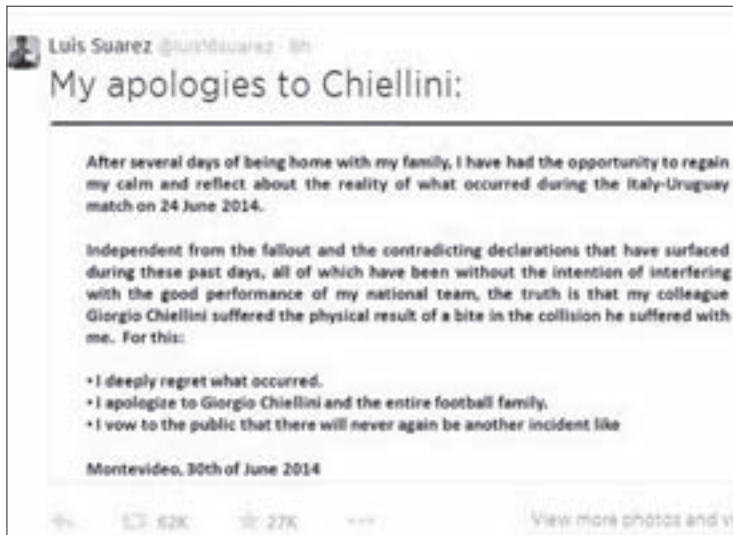 Luis Suarez @luis16suarez · 8h
My apologies to Chiellini:
After several days of being home with my family, I have had the opportunity to regain
my calm and reflect about the reality of what occurred during the Italy-Uruguay
match on 24 June 2014.
Independent from the fallout and the contradicting declarations that have surfaced
during these past days, all of which have been without the intention of interfering
with the good performance of my national team, the truth is that my colleague
Giorgio Chiellini suffered the physical result of a bite in the collision he suffered with
me. For this:
• I deeply regret what occurred.
• I apologize to Giorgio Chiellini and the entire football family.
• I vow to the public that there will never again be another incident like
Montevideo, 30th of June 2014
62K 27K
View more photos and